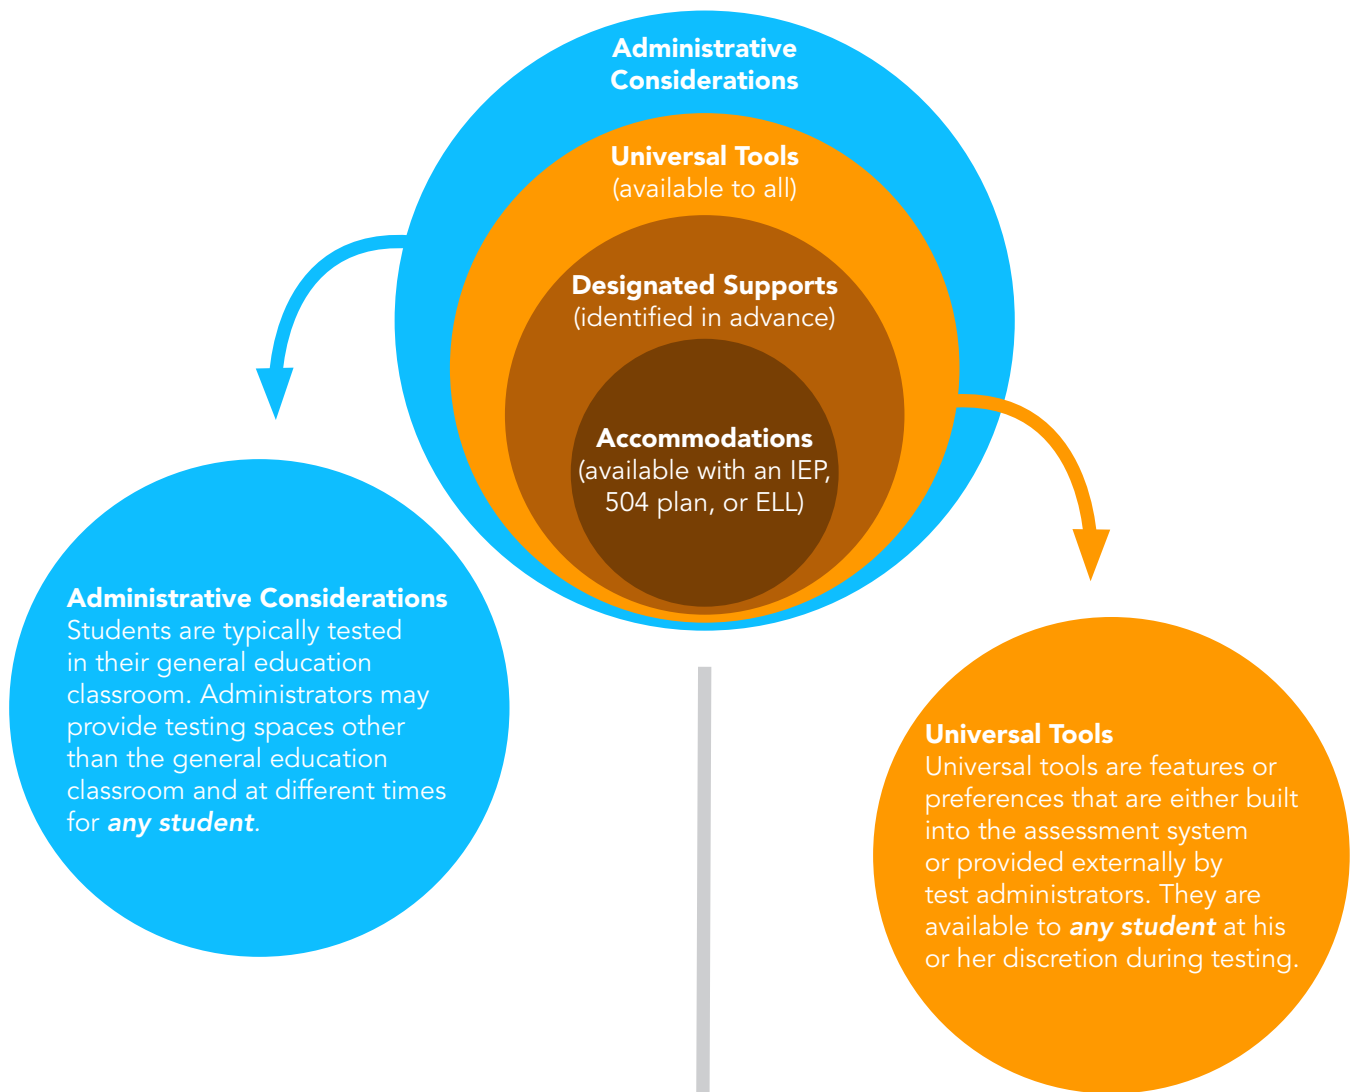 Administrative
Considerations
Universal Tools
(available to all)
Designated Supports
(identified in advance)
Accommodations
(available with an IEP,
504 plan, or ELL)
Administrative Considerations
Students are typically tested
in their general education
classroom. Administrators may
provide testing spaces other
than the general education
classroom and at different times
for any student.
Universal Tools
Universal tools are features or
preferences that are either built
into the assessment system
or provided externally by
test administrators. They are
available to any student at his
or her discretion during testing.